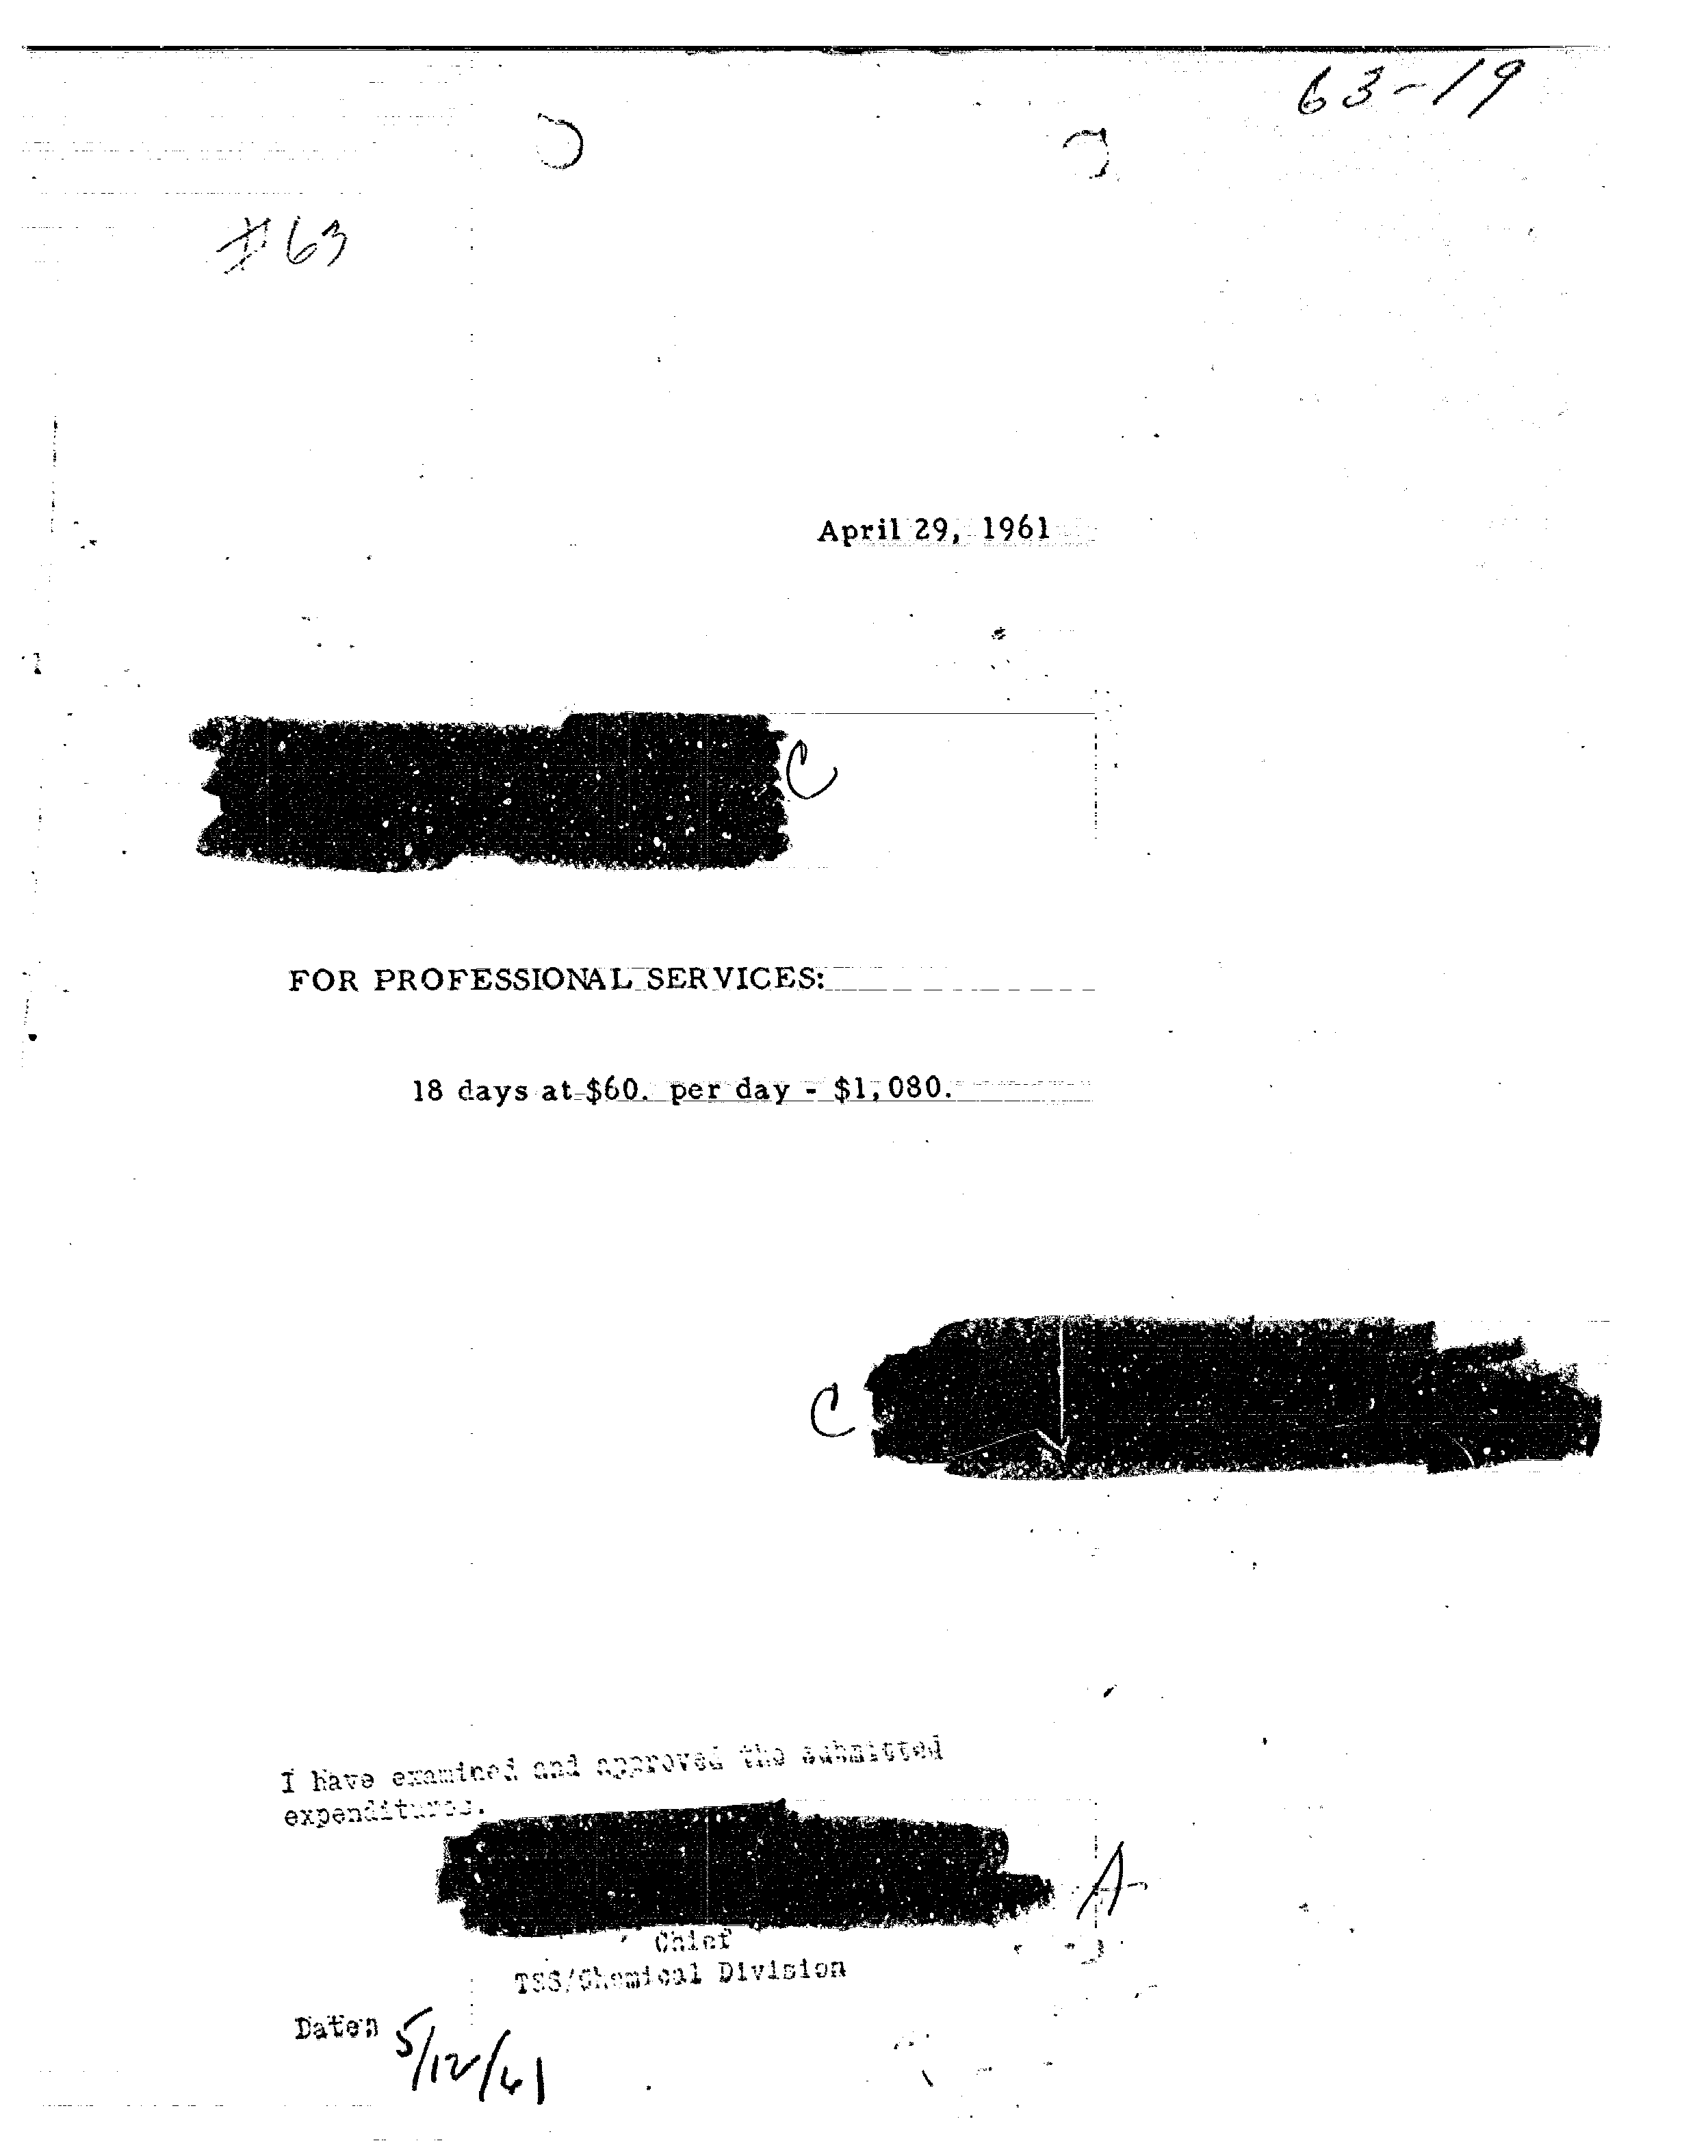 63-19
#63
April 29, 1961
C
FOR PROFESSIONAL SERVICES:
18 days at $60. per day - $1,080.
C
I have examined and approved the submitted
expenditures.
A
Chief
TSS/Chemical Division
Date:
5/12/61